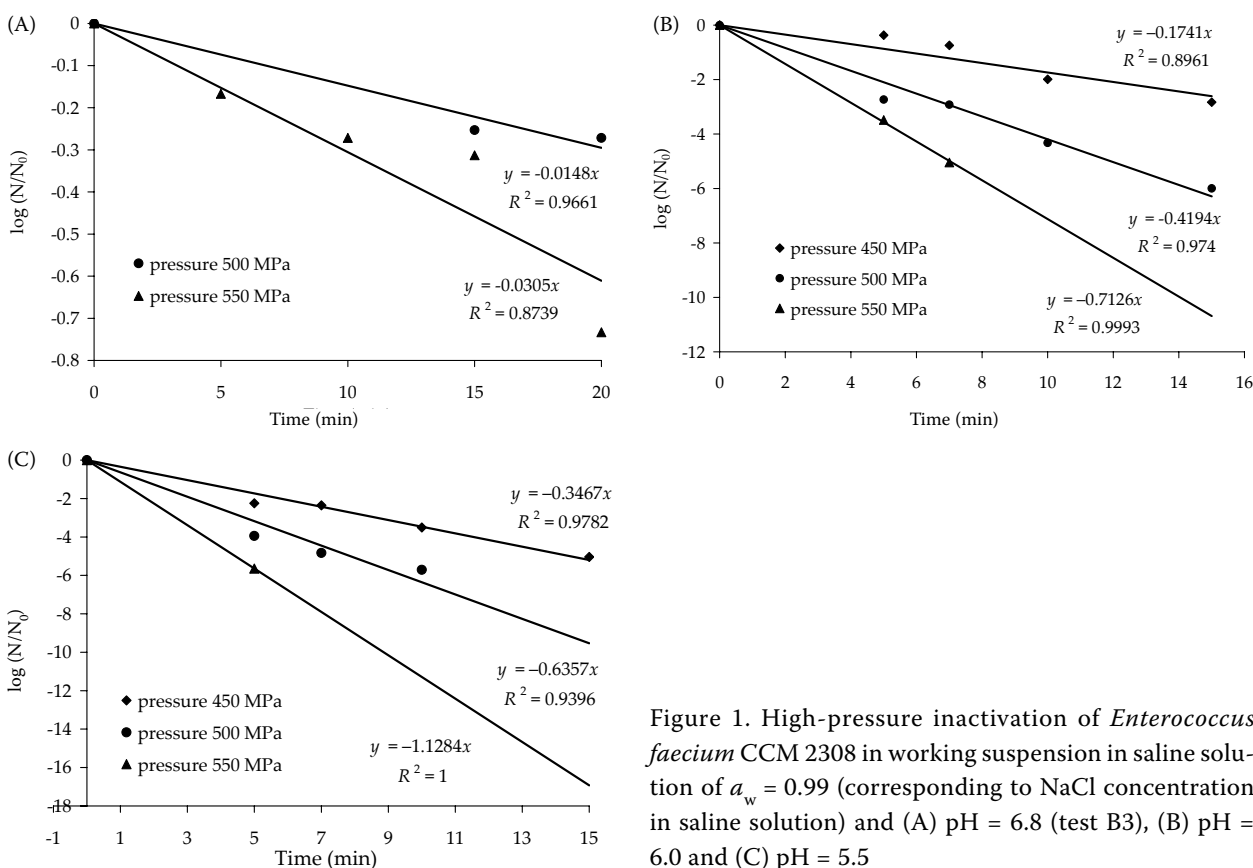 (A)
0
-0.1
-0.2
-0.3
-0.4
-0.5
-0.6
-0.7
-0.8
log (N/N₀)
y = -0.0148x
R² = 0.9661
y = -0.0305x
R² = 0.8739
pressure 500 MPa
pressure 550 MPa
0 5 10 15 20
Time (min)
(B)
0
-2
-4
-6
-8
-10
-12
log (N/N₀)
y = –0.1741x
R² = 0.8961
y = –0.4194x
R² = 0.974
y = –0.7126x
R² = 0.9993
pressure 450 MPa
pressure 500 MPa
pressure 550 MPa
0 2 4 6 8 10 12 14 16
Time (min)
(C)
0
-2
-4
-6
-8
-10
-12
-14
-16
-18
log (N/N₀)
y = –0.3467x
R² = 0.9782
y = –0.6357x
R² = 0.9396
y = –1.1284x
R² = 1
pressure 450 MPa
pressure 500 MPa
pressure 550 MPa
-1 1 3 5 7 9 11 13 15
Time (min)
Figure 1. High-pressure inactivation of Enterococcus
faecium CCM 2308 in working suspension in saline solu-
tion of a_w = 0.99 (corresponding to NaCl concentration
in saline solution) and (A) pH = 6.8 (test B3), (B) pH =
6.0 and (C) pH = 5.5